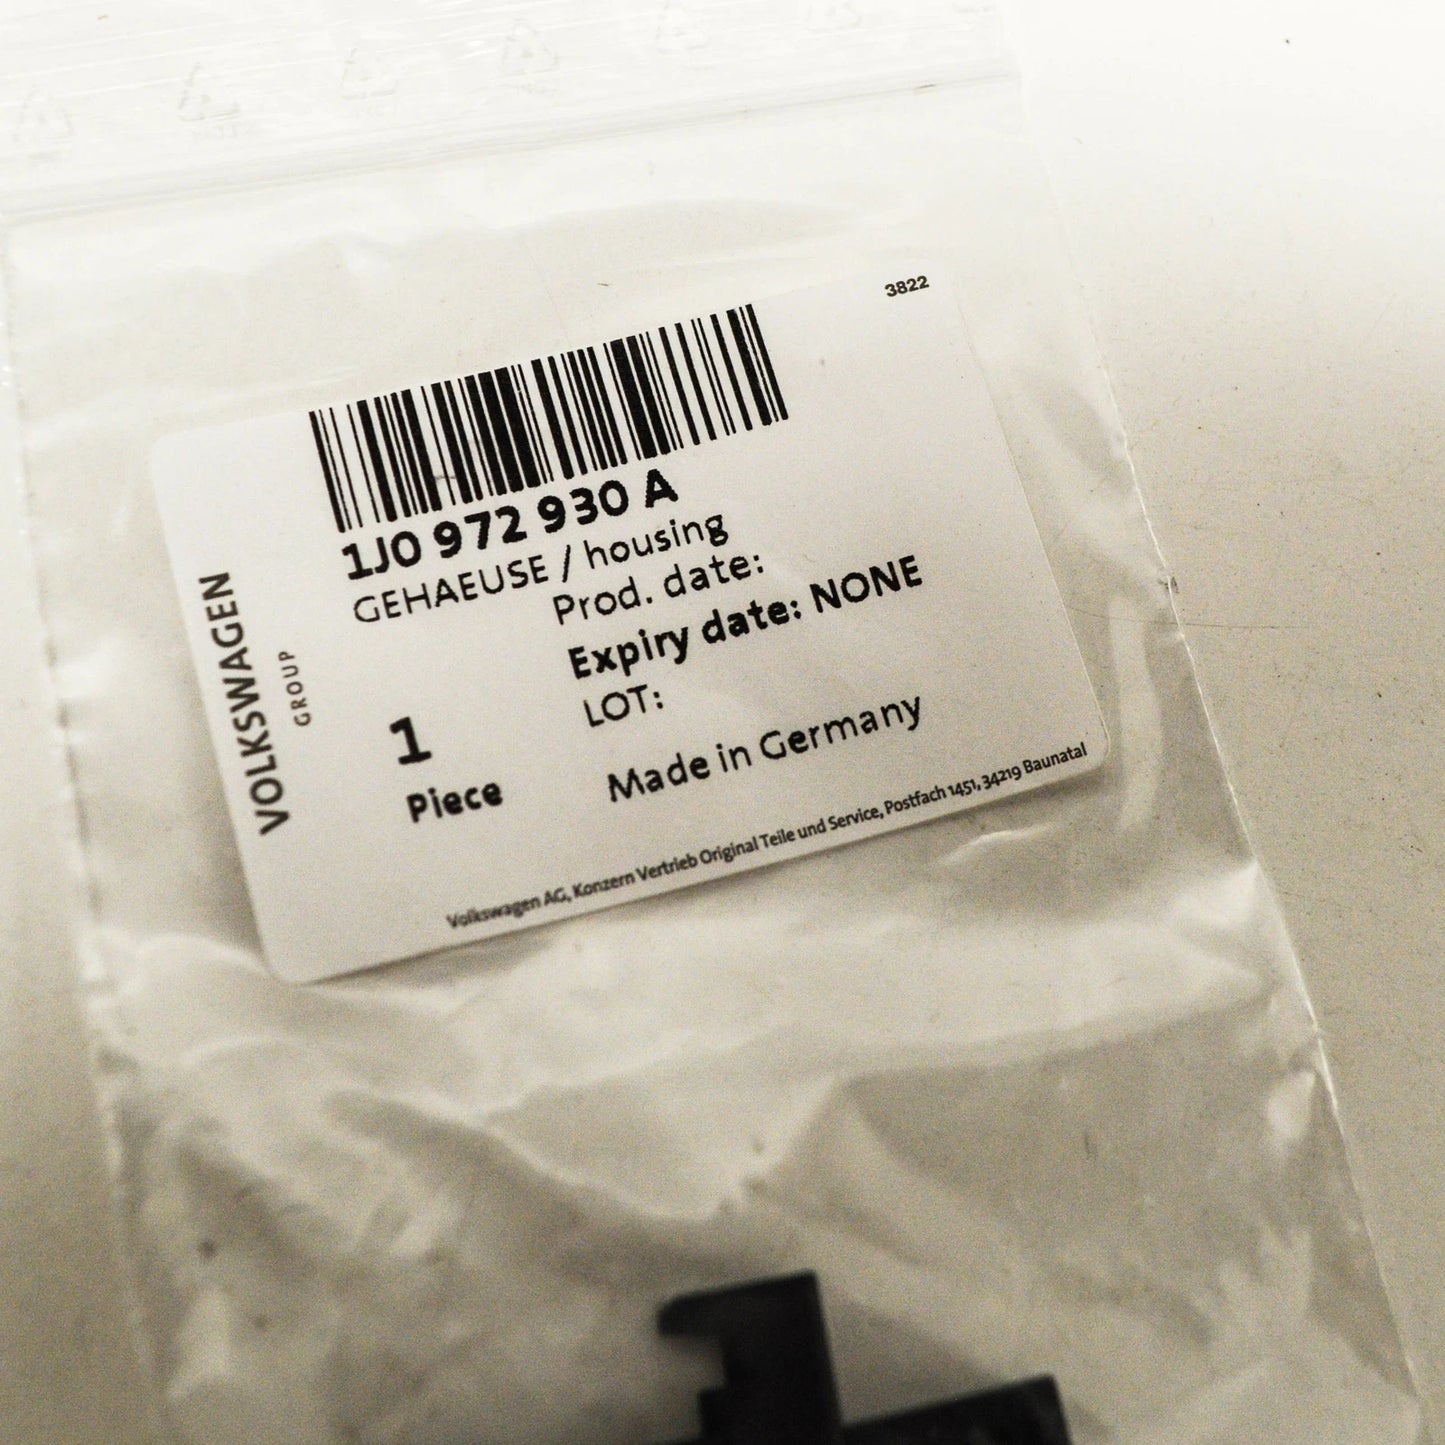 3822
1J0 972 930 A
GEHAEUSE / housing
Prod. date:
Expiry date: NONE
LOT:
1
Piece
Made in Germany
VOLKSWAGEN
GROUP
Volkswagen AG, Konzern Vertrieb Original Teile und Service, Postfach 1451, 34219 Baunatal